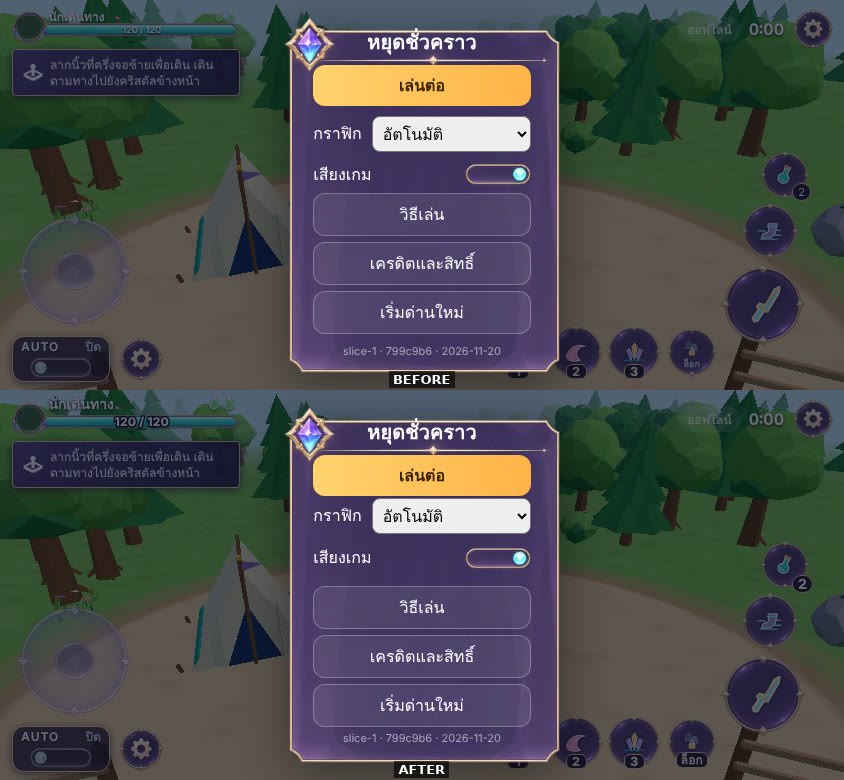 นักเดินทาง
120 / 120
ลากนิ้วที่ครึ่งจอซ้ายเพื่อเดิน เดิน
ตามทางไปยังคริสตัลข้างหน้า
หยุดชั่วคราว
ออฟไลน์ 0:00
เล่นต่อ
กราฟิก อัตโนมัติ
เสียงเกม
วิธีเล่น
2
เครดิตและสิทธิ์
เริ่มด่านใหม่
AUTO ปิด
slice-1 · 799c9b6 · 2026-11-20
2
3
ล็อก
BEFORE
นักเดินทาง
120 / 120
ลากนิ้วที่ครึ่งจอซ้ายเพื่อเดิน เดิน
ตามทางไปยังคริสตัลข้างหน้า
หยุดชั่วคราว
ออฟไลน์ 0:00
เล่นต่อ
กราฟิก อัตโนมัติ
เสียงเกม
2
วิธีเล่น
เครดิตและสิทธิ์
เริ่มด่านใหม่
AUTO ปิด
slice-1 · 799c9b6 · 2026-11-20
2
3
ล็อก
AFTER